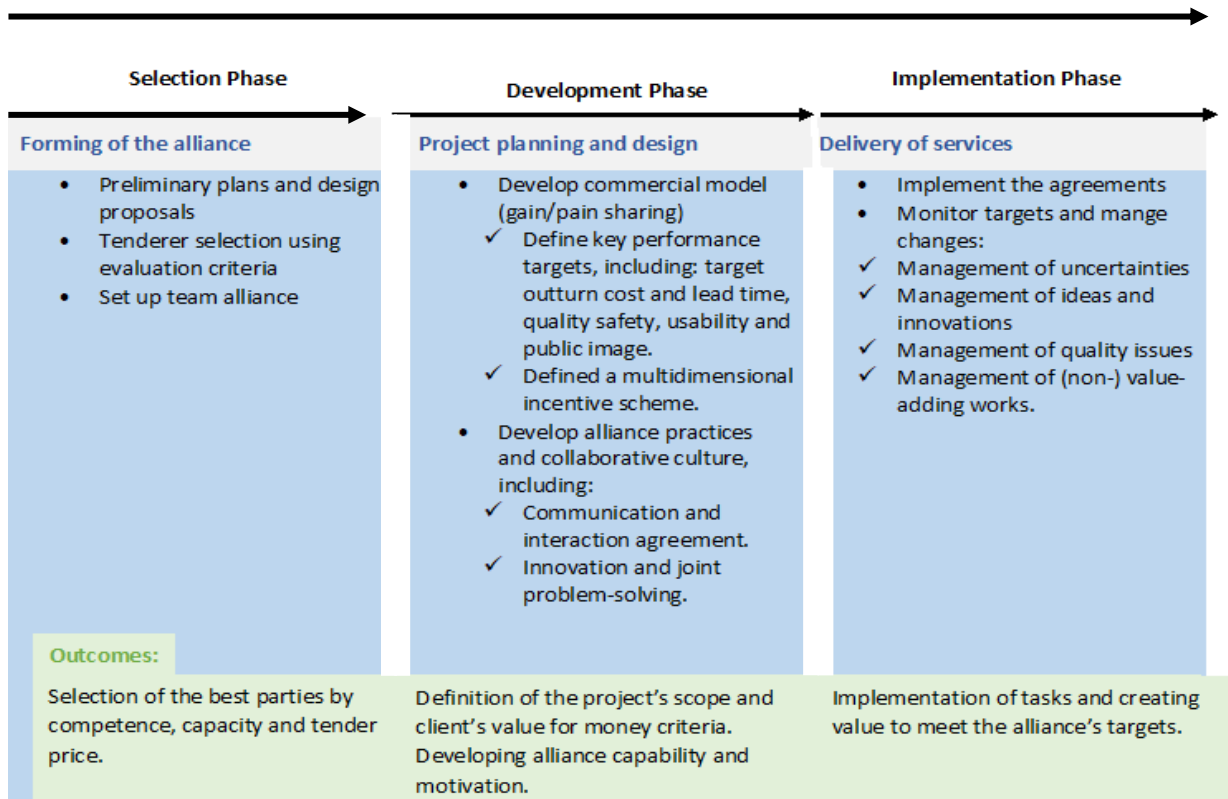 Selection Phase
Development Phase
Implementation Phase
Forming of the alliance
• Preliminary plans and design
proposals
• Tenderer selection using
evaluation criteria
• Set up team alliance
Project planning and design
• Develop commercial model
(gain/pain sharing)
✓ Define key performance
targets, including: target
outturn cost and lead time,
quality safety, usability and
public image.
✓ Defined a multidimensional
incentive scheme.
• Develop alliance practices
and collaborative culture,
including:
✓ Communication and
interaction agreement.
✓ Innovation and joint
problem-solving.
Delivery of services
• Implement the agreements
• Monitor targets and mange
changes:
✓ Management of uncertainties
✓ Management of ideas and
innovations
✓ Management of quality issues
✓ Management of (non-) value-
adding works.
Outcomes:
Selection of the best parties by
competence, capacity and tender
price.
Definition of the project’s scope and
client’s value for money criteria.
Developing alliance capability and
motivation.
Implementation of tasks and creating
value to meet the alliance’s targets.